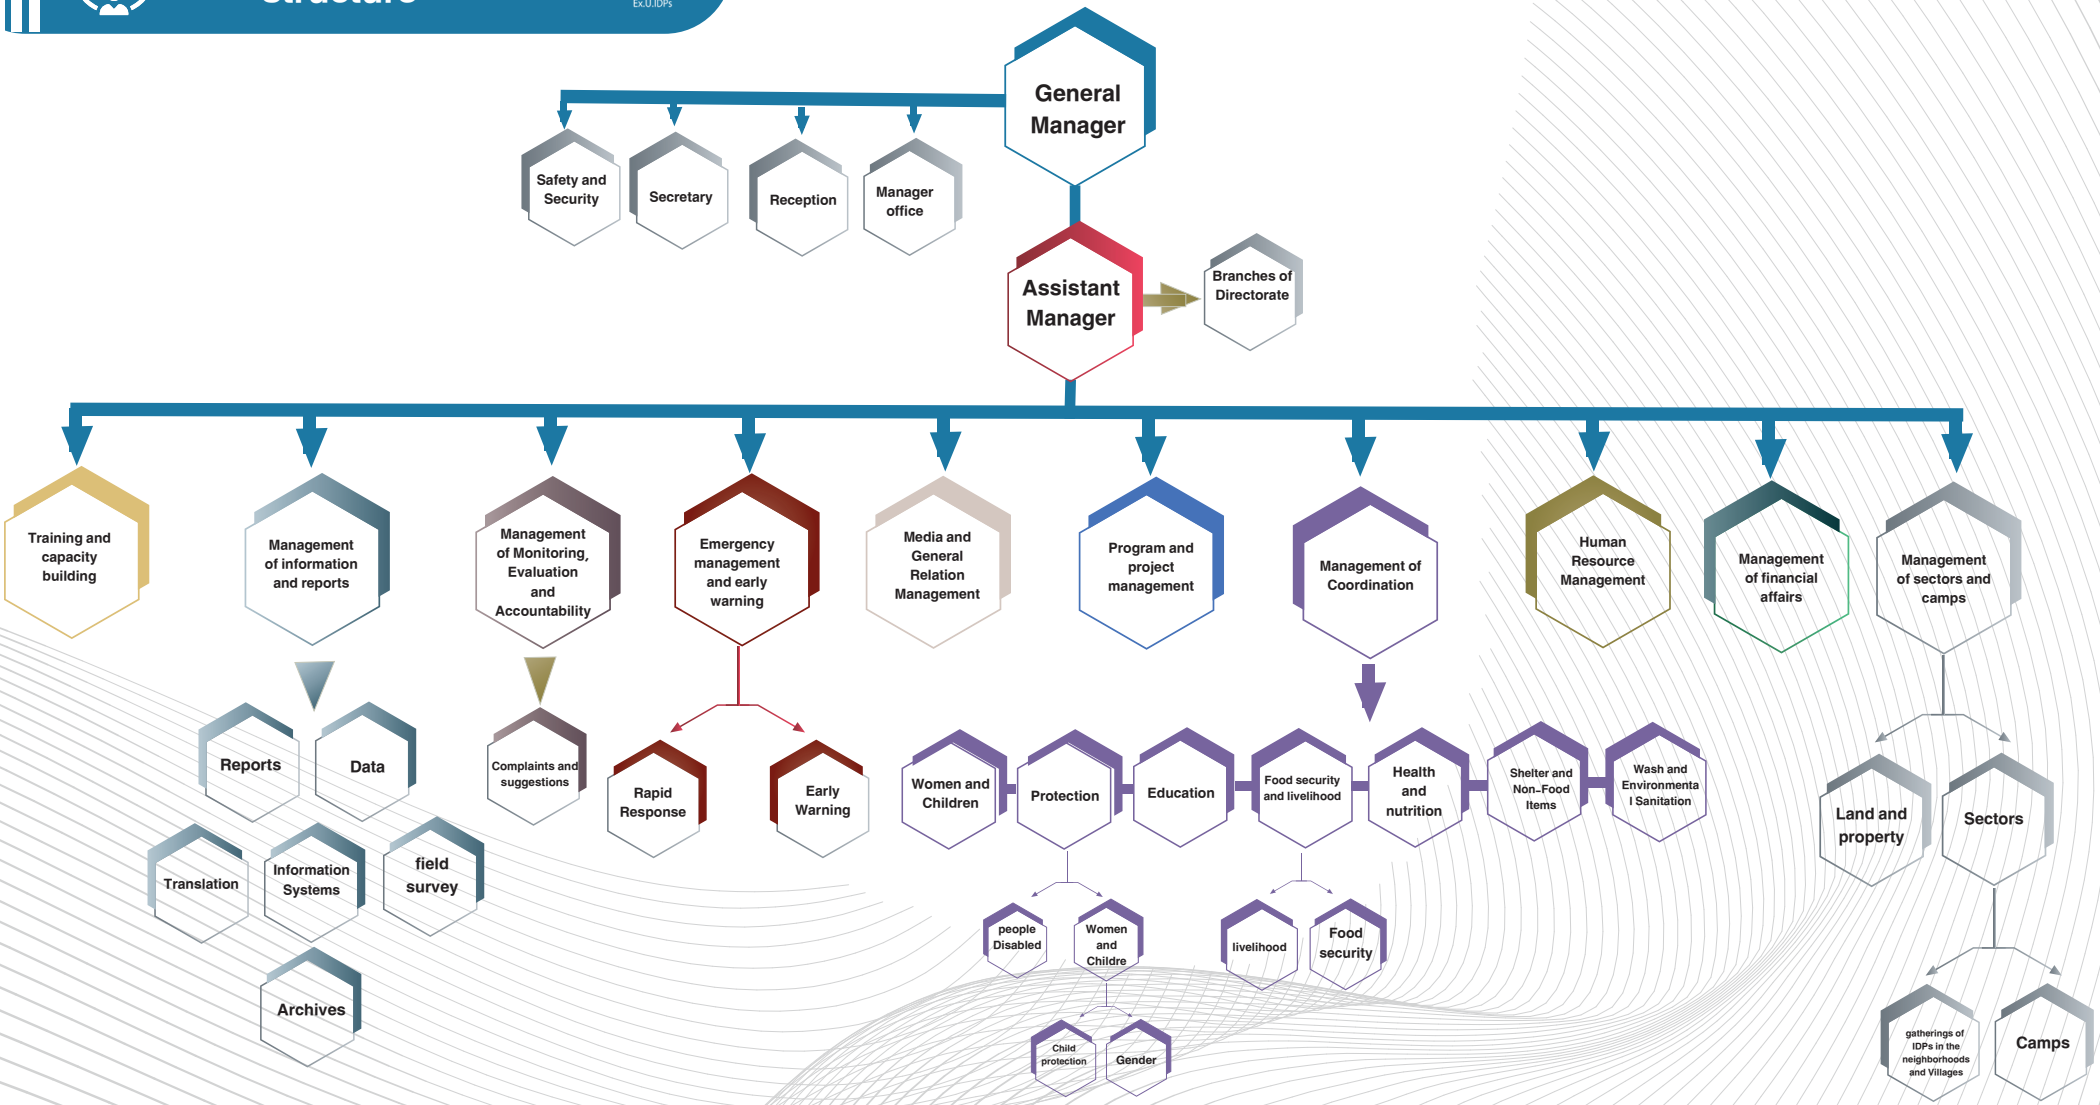 Structure
Ex.U.IDPs
General
Manager
Safety and
Security
Secretary
Reception
Manager
office
Assistant
Manager
Branches of
Directorate
Training and
capacity
building
Management
of information
and reports
Management
of Monitoring,
Evaluation
and
Accountability
Emergency
management
and early
warning
Media and
General
Relation
Management
Program and
project
management
Management of
Coordination
Human
Resource
Management
Management
of financial
affairs
Management
of sectors and
camps
Reports
Data
Translation
Information
Systems
field
survey
Archives
Complaints and
suggestions
Rapid
Response
Early
Warning
Women and
Children
Protection
Education
Food security
and livelihood
Health
and
nutrition
Shelter and
Non-Food
Items
Wash and
Environmenta
l Sanitation
people
Disabled
Women
and
Childre
livelihood
Food
security
Child
protection
Gender
Land and
property
Sectors
gatherings of
IDPs in the
neighborhoods
and Villages
Camps